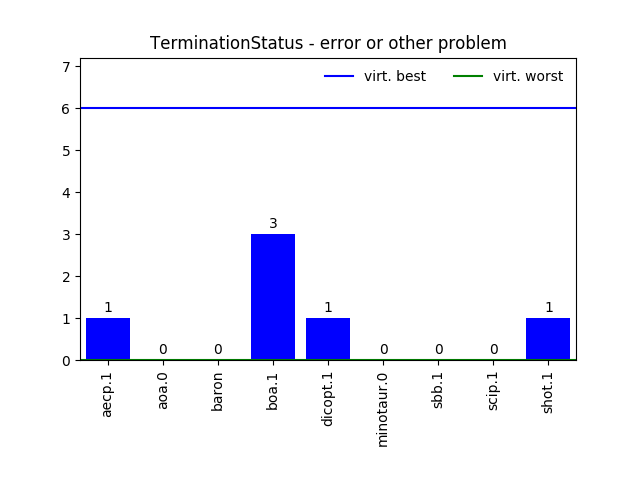 TerminationStatus - error or other problem
virt. best virt. worst
7
6
5
4
3
2
1
0
1 0 0 3 1 0 0 0 1
aecp.1 aoa.0 baron boa.1 dicopt.1 minotaur.0 sbb.1 scip.1 shot.1